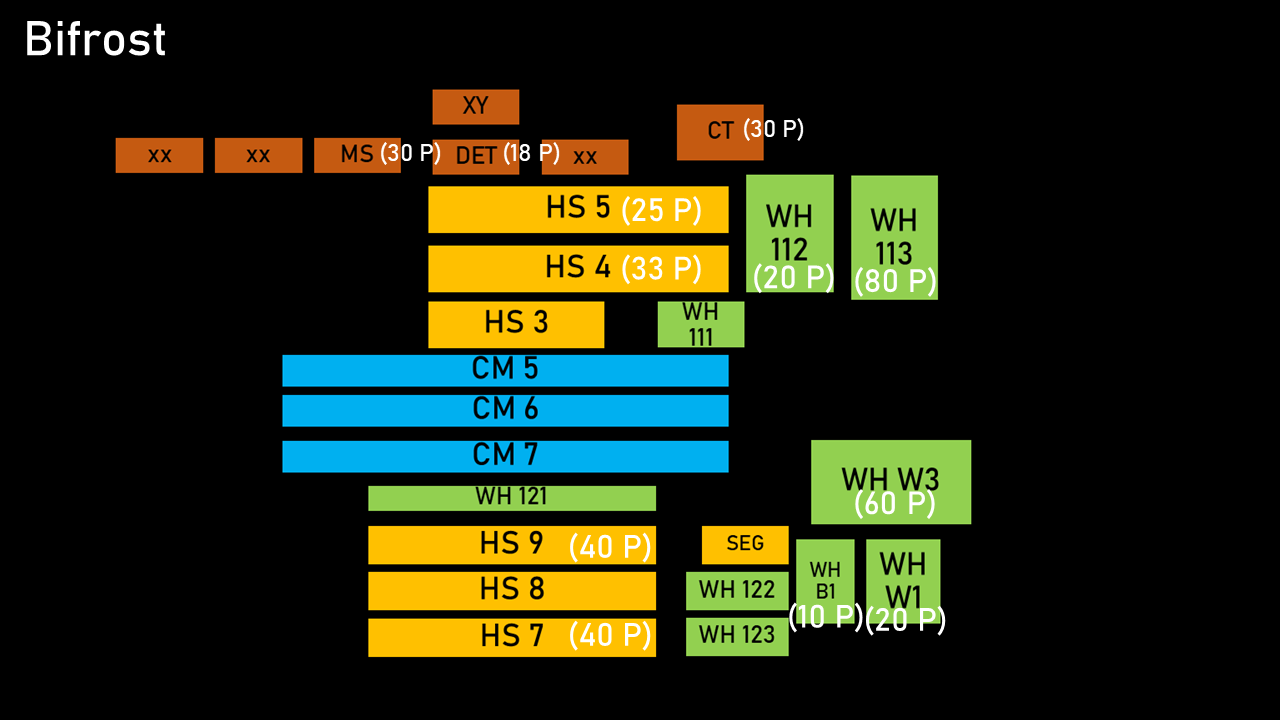 Bifrost
XY
CT (30 P)
xx
xx
MS (30 P)
DET (18 P)
xx
HS 5 (25 P)
WH
112
(20 P)
WH
113
(80 P)
HS 4 (33 P)
HS 3
WH
111
CM 5
CM 6
CM 7
WH W3
(60 P)
WH 121
HS 9 (40 P)
SEG
WH
B1
(10 P)
WH
W1
(20 P)
HS 8
WH 122
HS 7 (40 P)
WH 123